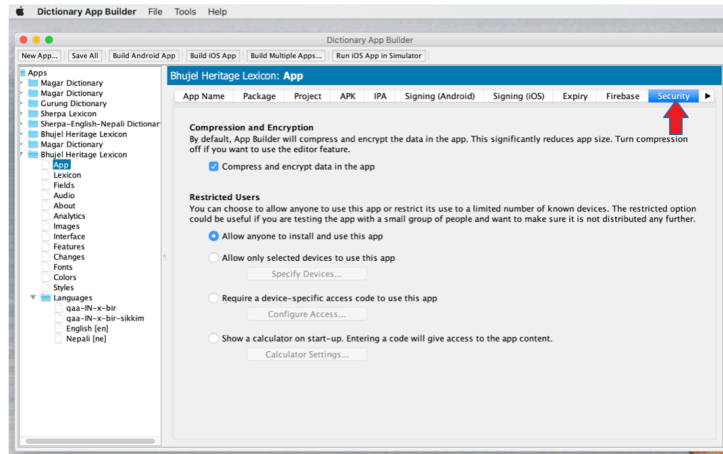 Dictionary App Builder File Tools Help
Dictionary App Builder
New App... Save All Build Android App Build iOS App Build Multiple Apps... Run iOS App in Simulator
Apps
Magar Dictionary
Magar Dictionary
Gurung Dictionary
Sherpa Lexicon
Sherpa-English-Nepali Dictionar
Bhujel Heritage Lexicon
Magar Dictionary
Bhujel Heritage Lexicon
App
Lexicon
Fields
Audio
About
Analytics
Images
Interface
Features
Changes
Fonts
Colors
Styles
Languages
qaa-IN-x-bir
qaa-IN-x-bir-sikkim
English [en]
Nepali [ne]
Bhujel Heritage Lexicon: App
App Name Package Project APK IPA Signing (Android) Signing (iOS) Expiry Firebase Security
Compression and Encryption
By default, App Builder will compress and encrypt the data in the app. This significantly reduces app size. Turn compression
off if you want to use the editor feature.
Compress and encrypt data in the app
Restricted Users
You can choose to allow anyone to use this app or restrict its use to a limited number of known devices. The restricted option
could be useful if you are testing the app with a small group of people and want to make sure it is not distributed any further.
Allow anyone to install and use this app
Allow only selected devices to use this app
Specify Devices...
Require a device-specific access code to use this app
Configure Access...
Show a calculator on start-up. Entering a code will give access to the app content.
Calculator Settings...